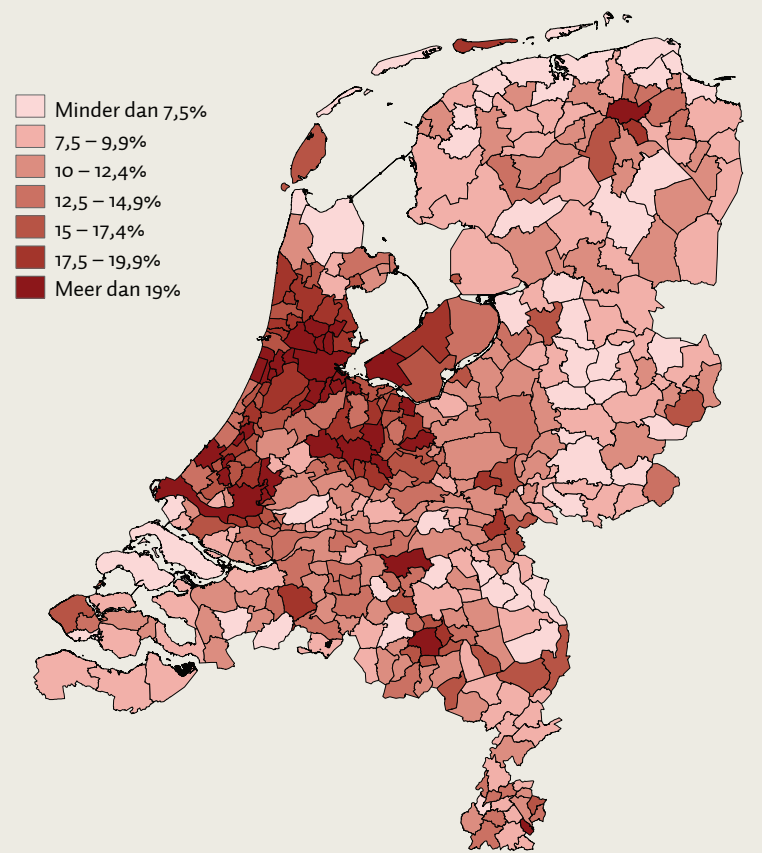 Minder dan 7,5%
7,5 – 9,9%
10 – 12,4%
12,5 – 14,9%
15 – 17,4%
17,5 – 19,9%
Meer dan 19%